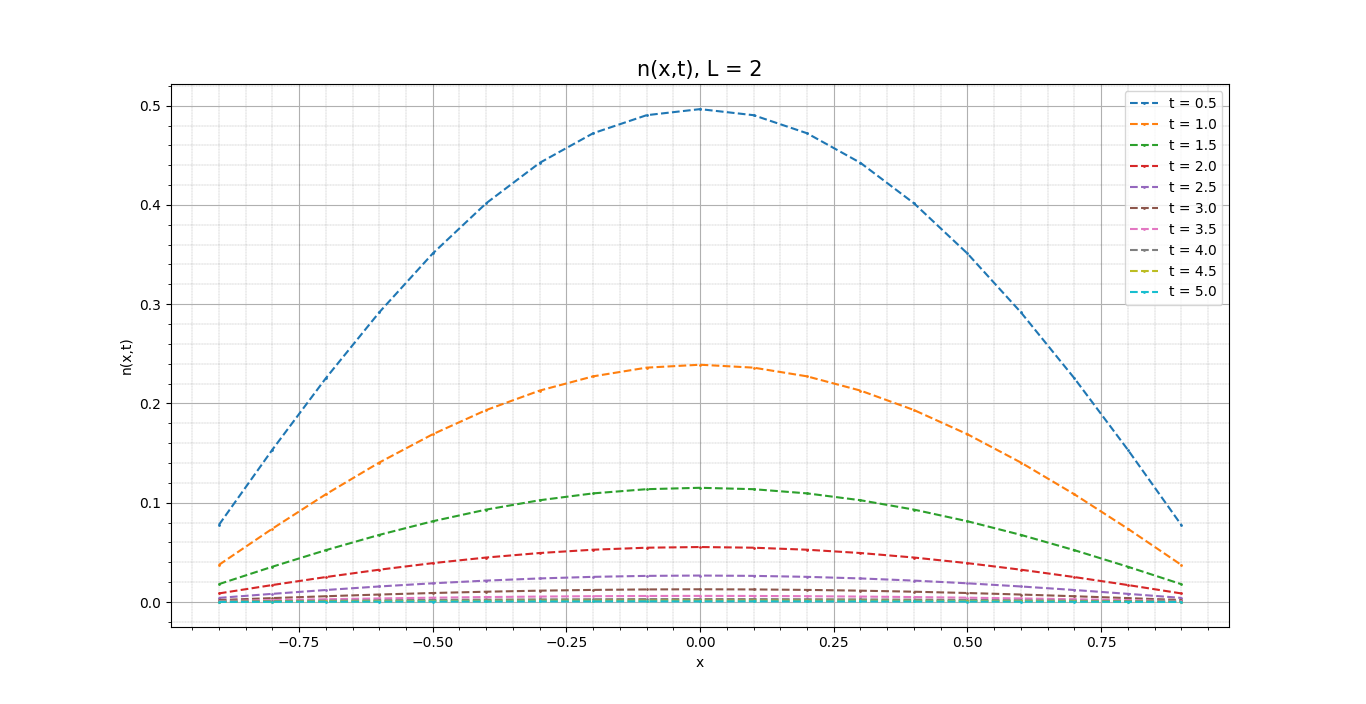 n(x,t), L = 2
0.5
0.4
0.3
0.2
0.1
0.0
n(x,t)
−0.75
−0.50
−0.25
0.00
0.25
0.50
0.75
x
t = 0.5
t = 1.0
t = 1.5
t = 2.0
t = 2.5
t = 3.0
t = 3.5
t = 4.0
t = 4.5
t = 5.0